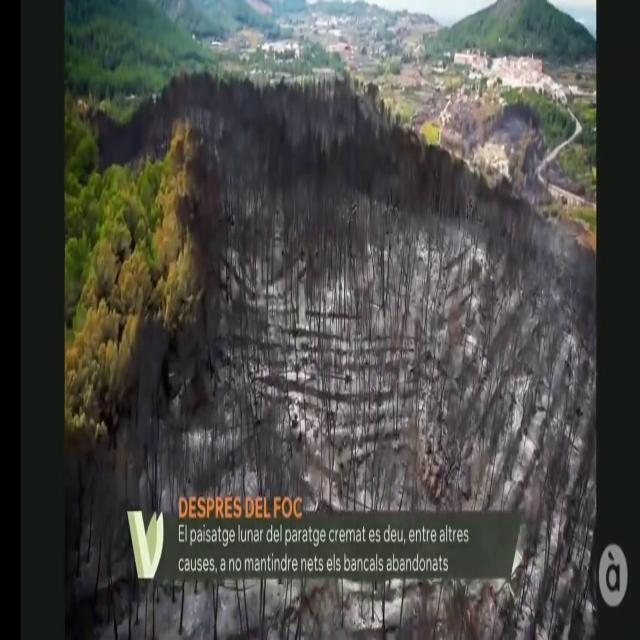 DESPRÉS DEL FOC
El paisatge lunar del paratge cremat es deu, entre altres
causes, a no mantindre nets els bancals abandonats
à